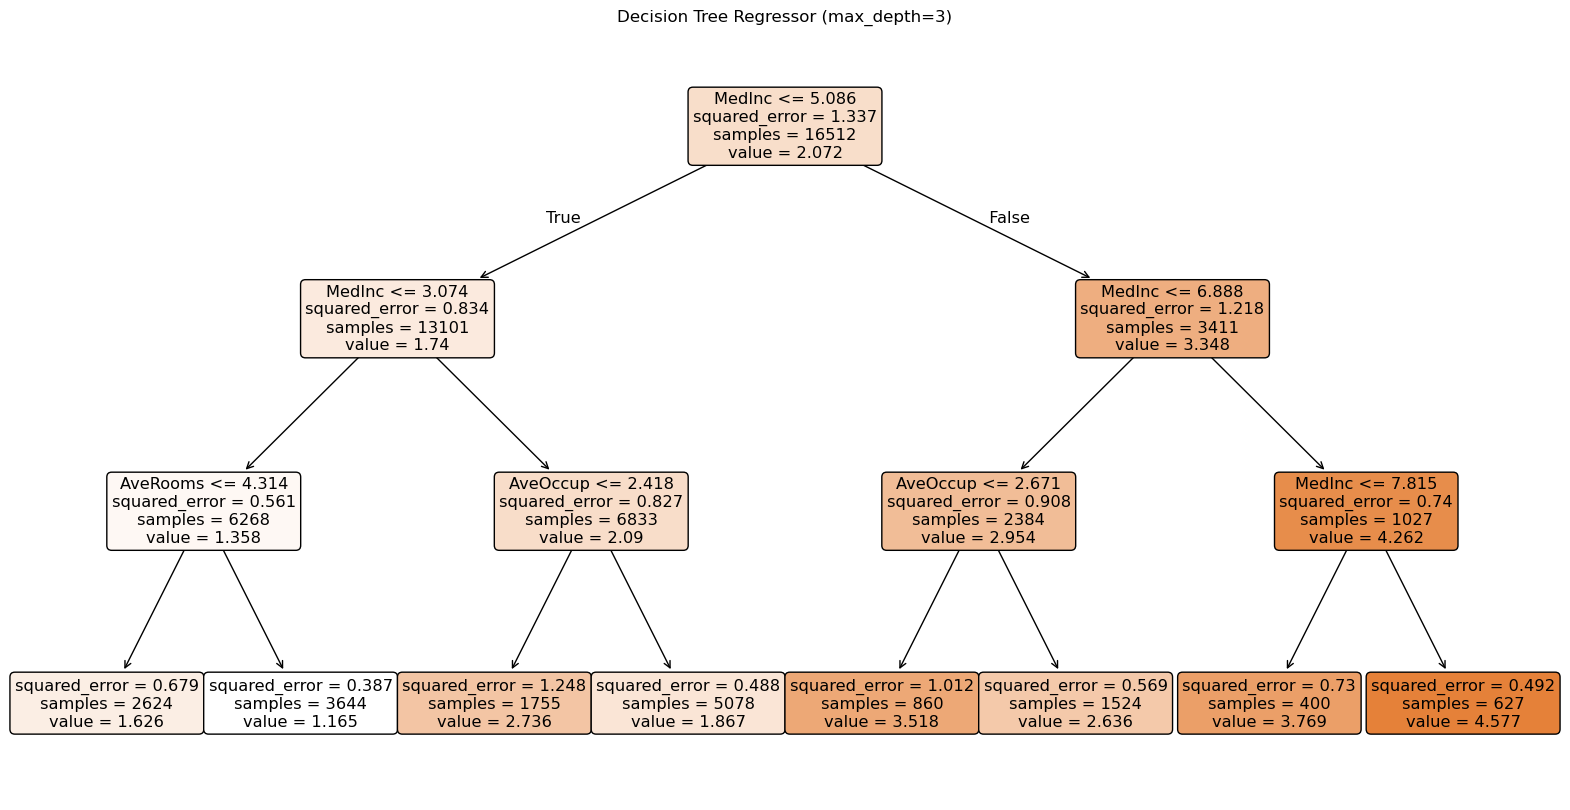 Decision Tree Regressor (max_depth=3)
MedInc <= 5.086
squared_error = 1.337
samples = 16512
value = 2.072
True
False
MedInc <= 3.074
squared_error = 0.834
samples = 13101
value = 1.74
MedInc <= 6.888
squared_error = 1.218
samples = 3411
value = 3.348
AveRooms <= 4.314
squared_error = 0.561
samples = 6268
value = 1.358
AveOccup <= 2.418
squared_error = 0.827
samples = 6833
value = 2.09
AveOccup <= 2.671
squared_error = 0.908
samples = 2384
value = 2.954
MedInc <= 7.815
squared_error = 0.74
samples = 1027
value = 4.262
squared_error = 0.679
samples = 2624
value = 1.626
squared_error = 0.387
samples = 3644
value = 1.165
squared_error = 1.248
samples = 1755
value = 2.736
squared_error = 0.488
samples = 5078
value = 1.867
squared_error = 1.012
samples = 860
value = 3.518
squared_error = 0.569
samples = 1524
value = 2.636
squared_error = 0.73
samples = 400
value = 3.769
squared_error = 0.492
samples = 627
value = 4.577